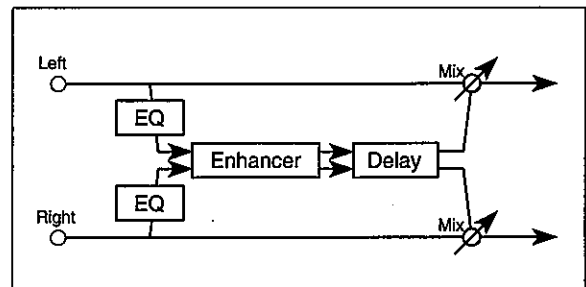 Left
Mix
EQ
Enhancer
Delay
EQ
Right
Mix